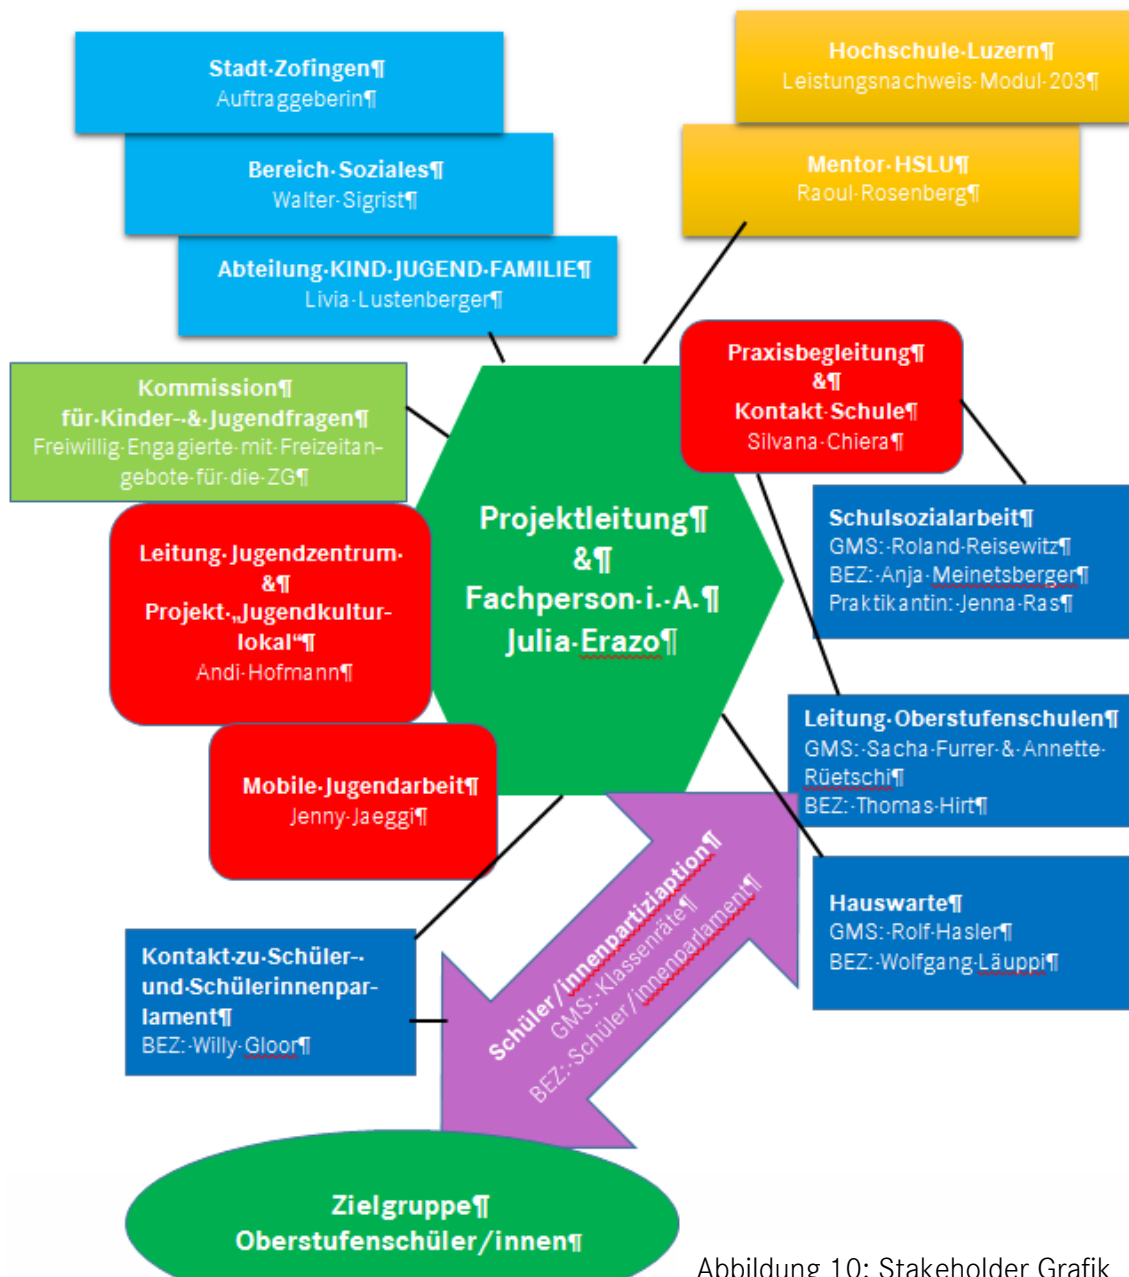 Stadt·Zofingen¶
Auftraggeberin¶
Bereich·Soziales¶
Walter·Sigrist¶
Abteilung·KIND·JUGEND·FAMILIE¶
Livia·Lustenberger¶
Hochschule·Luzern¶
Leistungsnachweis·Modul·203¶
Mentor·HSLU¶
Raoul·Rosenberg¶
Kommission¶
für·Kinder-·&·Jugendfragen¶
Freiwillig·Engagierte·mit·Freizeitan-
gebote·für·die·ZG¶
Praxisbegleitung¶
&¶
Kontakt·Schule¶
Silvana·Chiera¶
Leitung·Jugendzentrum·
&¶
Projekt·„Jugendkultur-
lokal“¶
Andi·Hofmann¶
Projektleitung¶
&¶
Fachperson·i.·A.¶
Julia·Erazo¶
Schulsozialarbeit¶
GMS:·Roland·Reisewitz¶
BEZ:·Anja·Meinetsberger¶
Praktikantin:·Jenna·Ras¶
Leitung·Oberstufenschulen¶
GMS:·Sacha·Furrer·&·Annette·
Rüetschi¶
BEZ:·Thomas·Hirt¶
Mobile·Jugendarbeit¶
Jenny·Jaeggi¶
Hauswarte¶
GMS:·Rolf·Hasler¶
BEZ:·Wolfgang·Läuppi¶
Kontakt·zu·Schüler-·
und·Schülerinnenpar-
lament¶
BEZ:·Willy·Gloor¶
Schüler/innenpartiziaption¶
GMS:·Klassenräte¶
BEZ:·Schüler/innenparlament¶
Zielgruppe¶
Oberstufenschüler/innen¶
Abbildung 10: Stakeholder Grafik